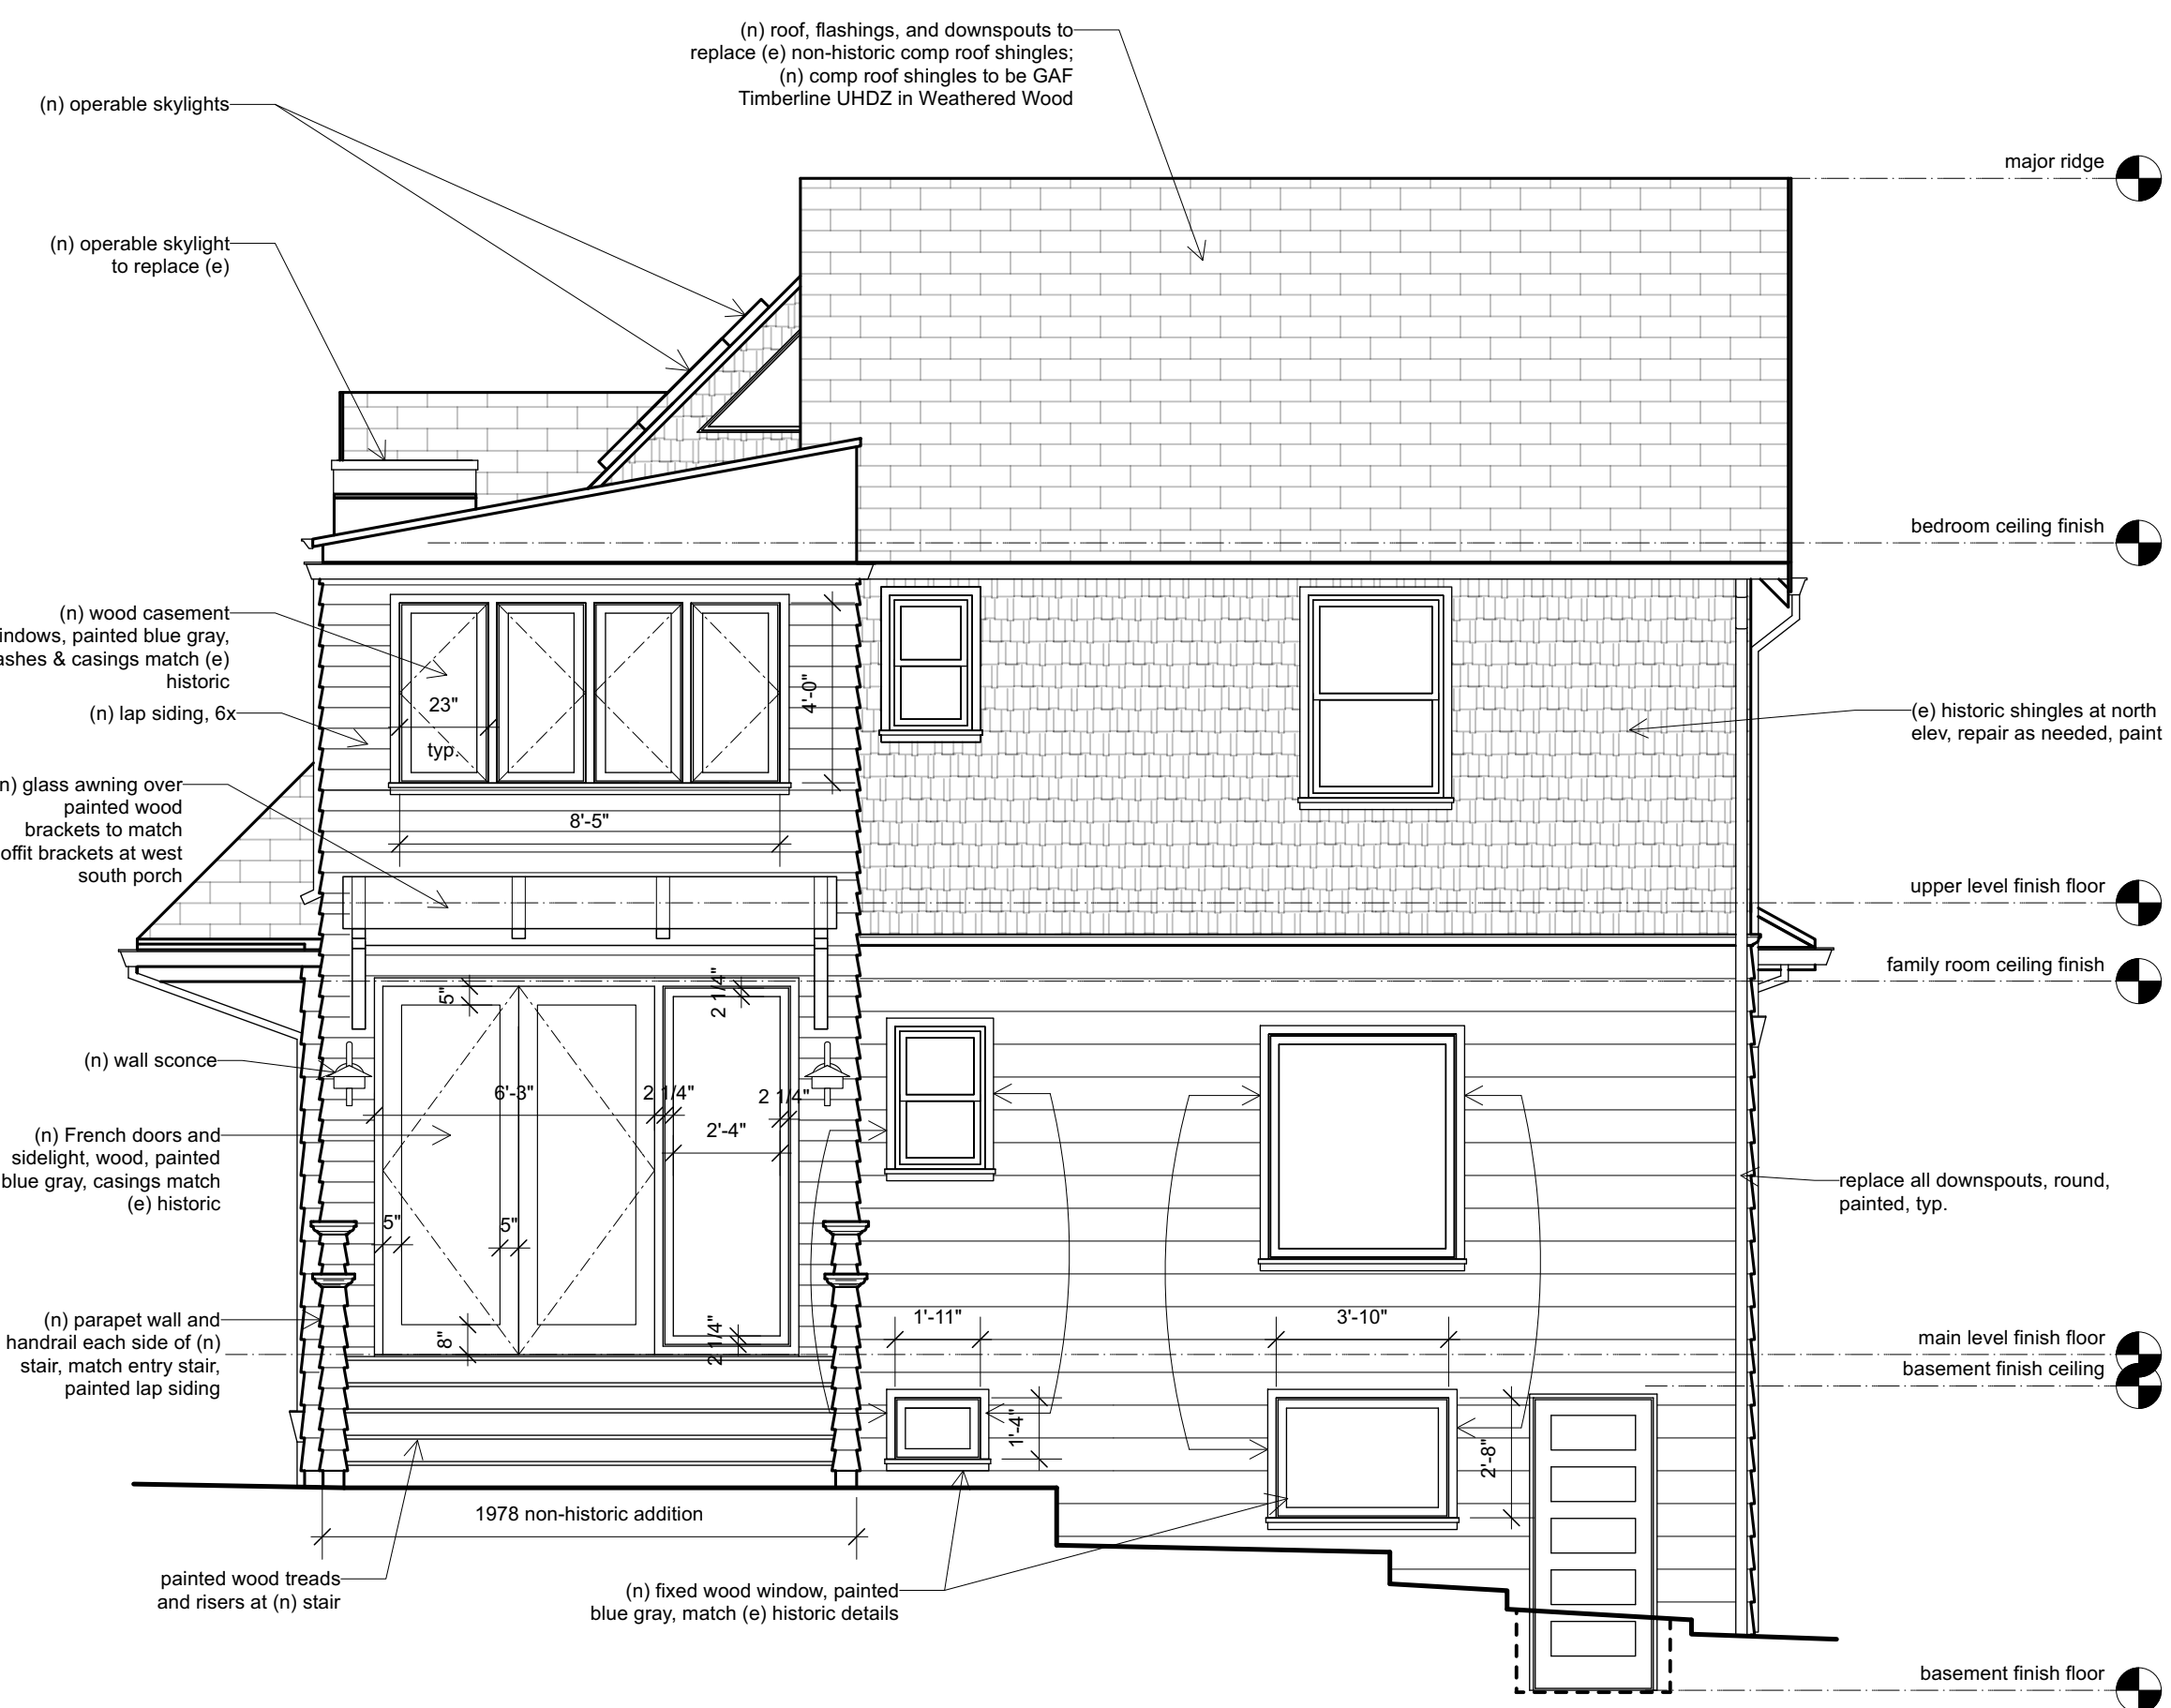 (n) roof, flashings, and downspouts to
replace (e) non-historic comp roof shingles;
(n) comp roof shingles to be GAF
Timberline UHDZ in Weathered Wood
(n) operable skylights
major ridge
(n) operable skylight
to replace (e)
bedroom ceiling finish
(n) wood casement
indows, painted blue gray,
ashes & casings match (e)
historic
23"
typ.
4'-0"
(n) lap siding, 6x
(e) historic shingles at north
elev, repair as needed, paint
n) glass awning over
painted wood
brackets to match
offit brackets at west
south porch
8'-5"
upper level finish floor
family room ceiling finish
5"
2 1/4"
(n) wall sconce
6'-3"
2 1/4"
2 1/4"
2'-4"
(n) French doors and
sidelight, wood, painted
blue gray, casings match
(e) historic
replace all downspouts, round,
painted, typ.
5"
5"
(n) parapet wall and
handrail each side of (n)
stair, match entry stair,
painted lap siding
8"
2 1/4"
1'-11"
3'-10"
main level finish floor
basement finish ceiling
1'-4"
2'-8"
1978 non-historic addition
painted wood treads
and risers at (n) stair
(n) fixed wood window, painted
blue gray, match (e) historic details
basement finish floor